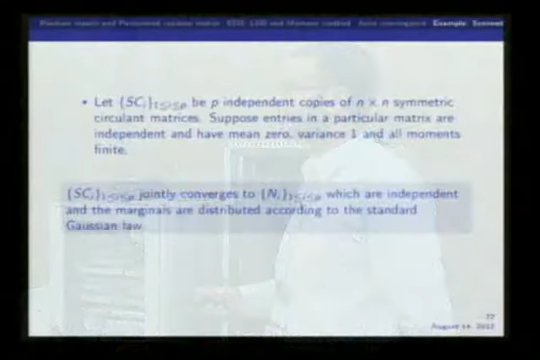 Random matrix and Patterned random matrix ESD, LSD and Moment method Joint convergence Example: Symmet
• Let {SC_i}_{1≤i≤p} be p independent copies of n × n symmetric
circulant matrices. Suppose entries in a particular matrix are
independent and have mean zero, variance 1 and all moments
finite.
{SC_i}_{1≤i≤p} jointly converges to {N_i}_{1≤i≤p} which are independent
and the marginals are distributed according to the standard
Gaussian law
77
August 14, 2012